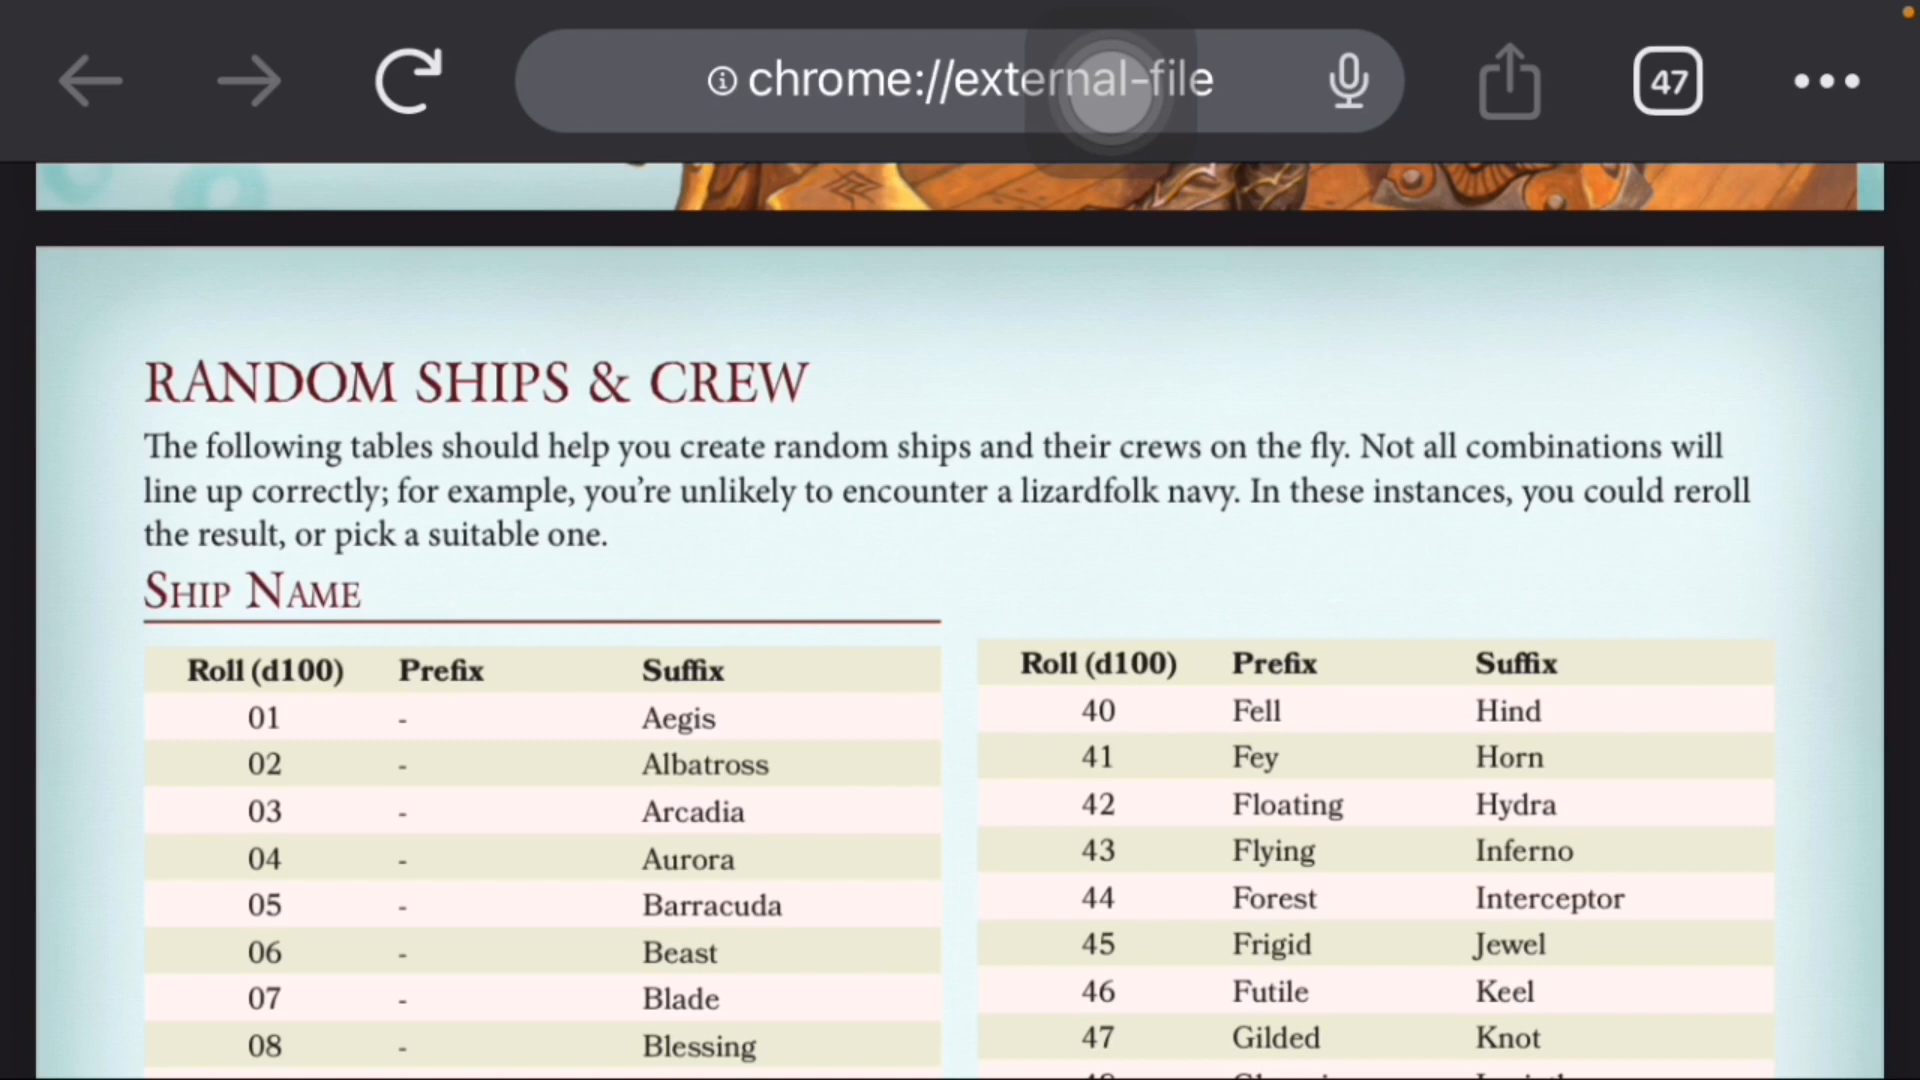 chrome://external-file
47
RANDOM SHIPS & CREW
The following tables should help you create random ships and their crews on the fly. Not all combinations will
line up correctly; for example, you're unlikely to encounter a lizardfolk navy. In these instances, you could reroll
the result, or pick a suitable one.
SHIP NAME
Roll (d100) Prefix Suffix
01 - Aegis
02 - Albatross
03 - Arcadia
04 - Aurora
05 - Barracuda
06 - Beast
07 - Blade
08 - Blessing
Roll (d100) Prefix Suffix
40 Fell Hind
41 Fey Horn
42 Floating Hydra
43 Flying Inferno
44 Forest Interceptor
45 Frigid Jewel
46 Futile Keel
47 Gilded Knot